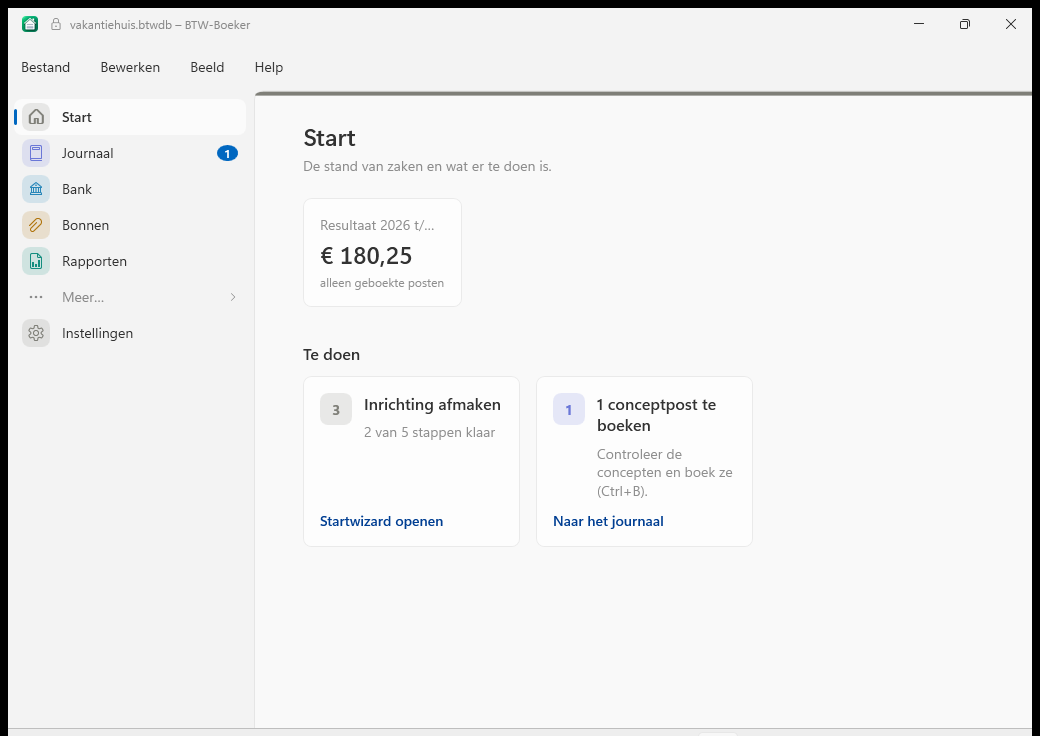 vakantiehuis.btwdb – BTW-Boeker
Bestand Bewerken Beeld Help
Start
Journaal 1
Bank
Bonnen
Rapporten
Meer...
Instellingen
Start
De stand van zaken en wat er te doen is.
Resultaat 2026 t/...
€ 180,25
alleen geboekte posten
Te doen
3
Inrichting afmaken
2 van 5 stappen klaar
Startwizard openen
1
1 conceptpost te
boeken
Controleer de
concepten en boek ze
(Ctrl+B).
Naar het journaal